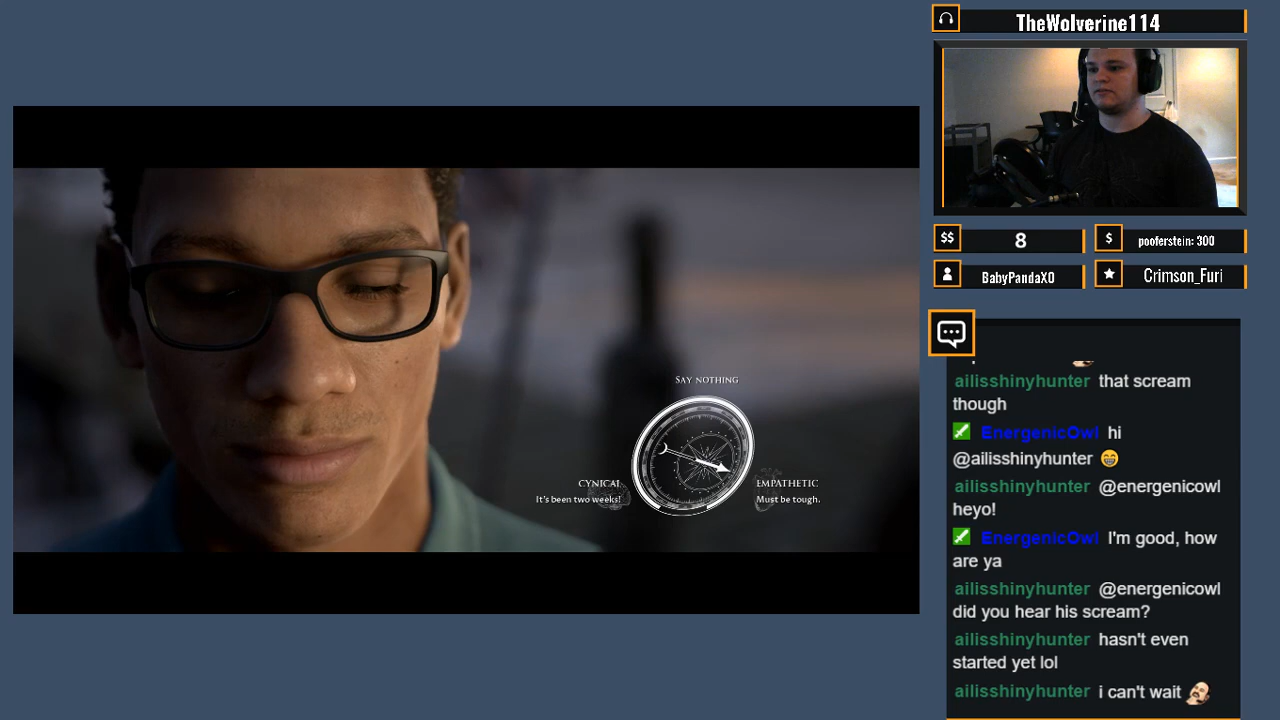 TheWolverine114
$$
8
$
pooferstein: 300
BabyPandaXO
Crimson_Furi
SAY NOTHING
CYNICAL
It's been two weeks!
EMPATHETIC
Must be tough.
ailisshinyhunter that scream
though
EnergenicOwl hi
@ailisshinyhunter 😁
ailisshinyhunter @energenicowl
heyo!
EnergenicOwl I'm good, how
are ya
ailisshinyhunter @energenicowl
did you hear his scream?
ailisshinyhunter hasn't even
started yet lol
ailisshinyhunter i can't wait